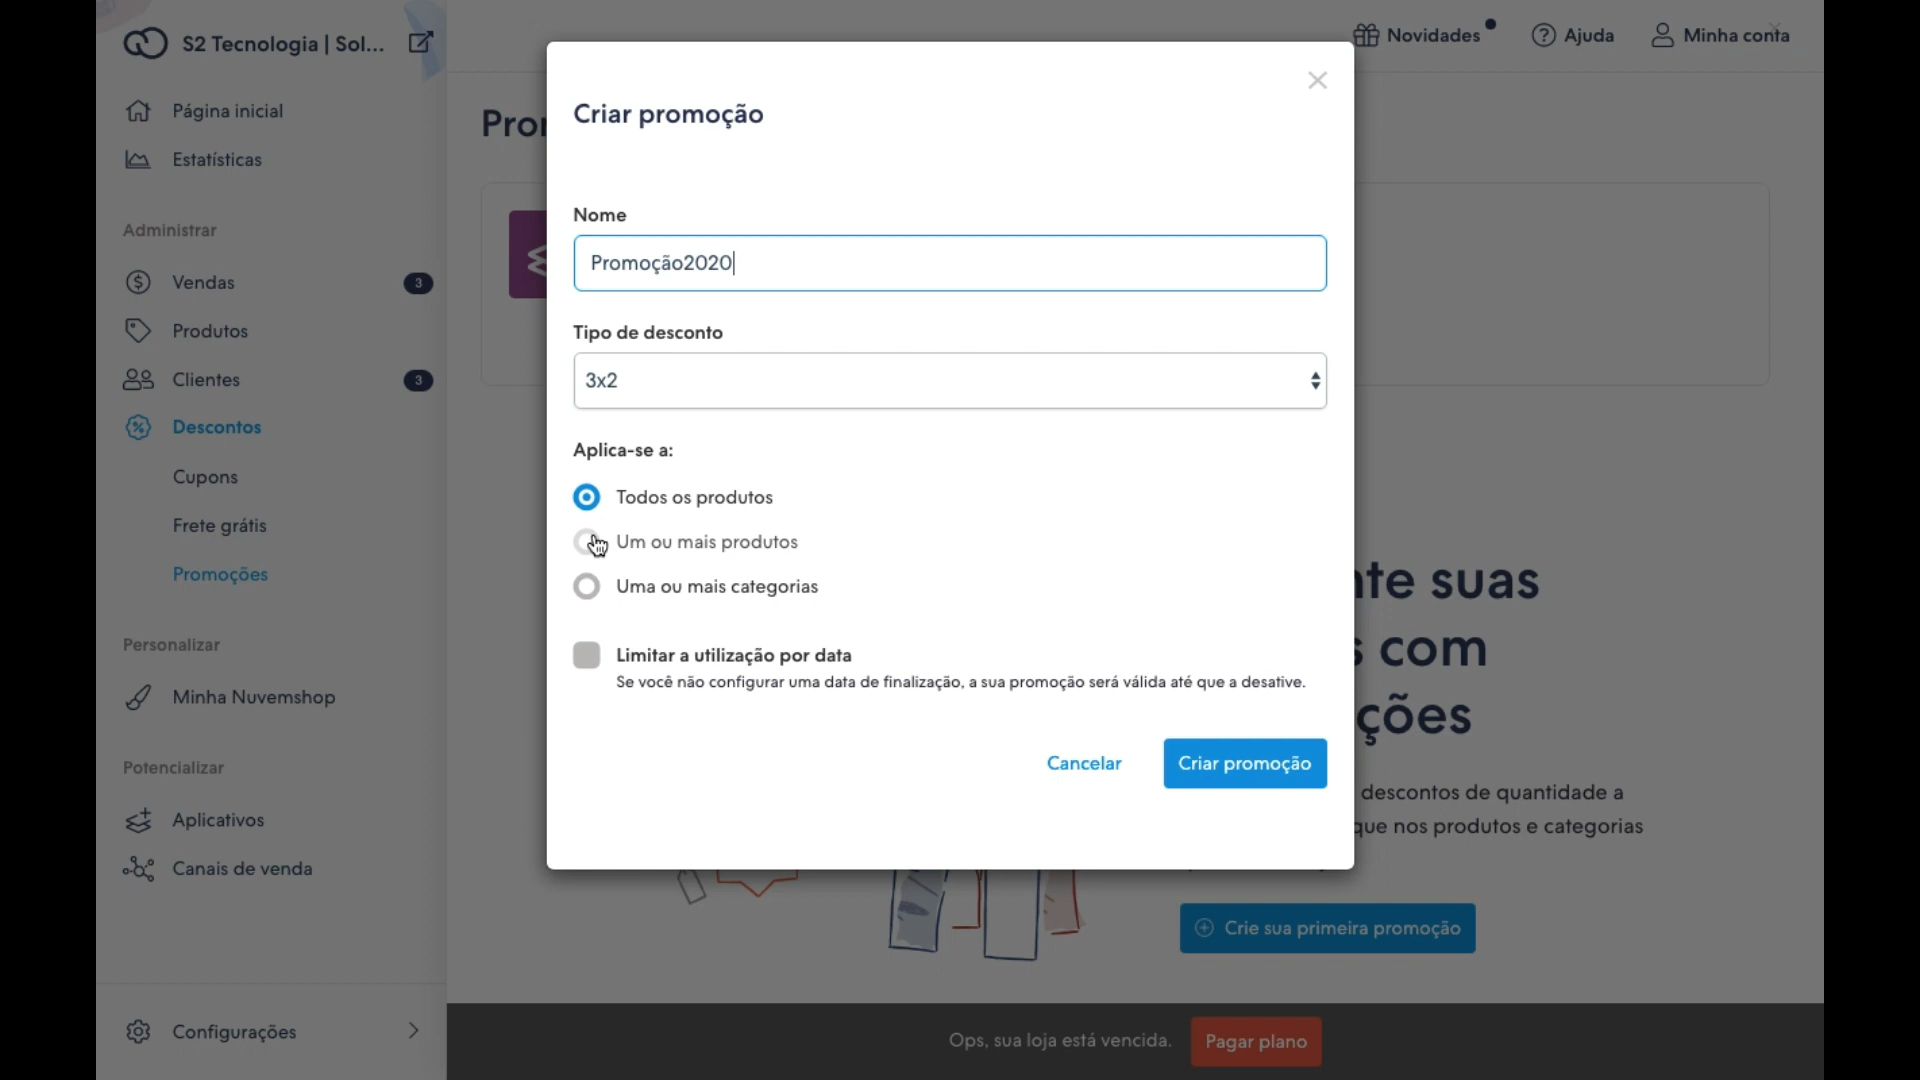 S2 Tecnologia | Sol...
Página inicial
Estatísticas
Administrar
Vendas
3
Produtos
Clientes
3
Descontos
Cupons
Frete grátis
Promoções
Personalizar
Minha Nuvemshop
Potencializar
Aplicativos
Canais de venda
Configurações
Novidades
Ajuda
Minha conta
Criar promoção
Nome
Promoção2020
Tipo de desconto
3x2
Aplica-se a:
Todos os produtos
Um ou mais produtos
Uma ou mais categorias
Limitar a utilização por data
Se você não configurar uma data de finalização, a sua promoção será válida até que a desative.
Cancelar
Criar promoção
suas
com
descontos de quantidade a
que nos produtos e categorias
Crie sua primeira promoção
Ops, sua loja está vencida.
Pagar plano